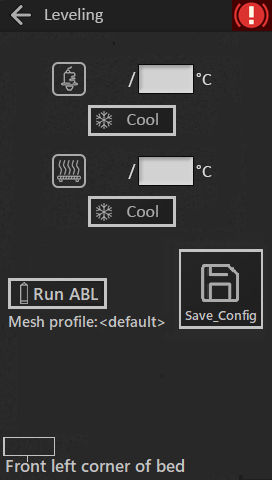 Leveling
/ °C
Cool
/ °C
Cool
Run ABL
Save_Config
Mesh profile:<default>
Front left corner of bed